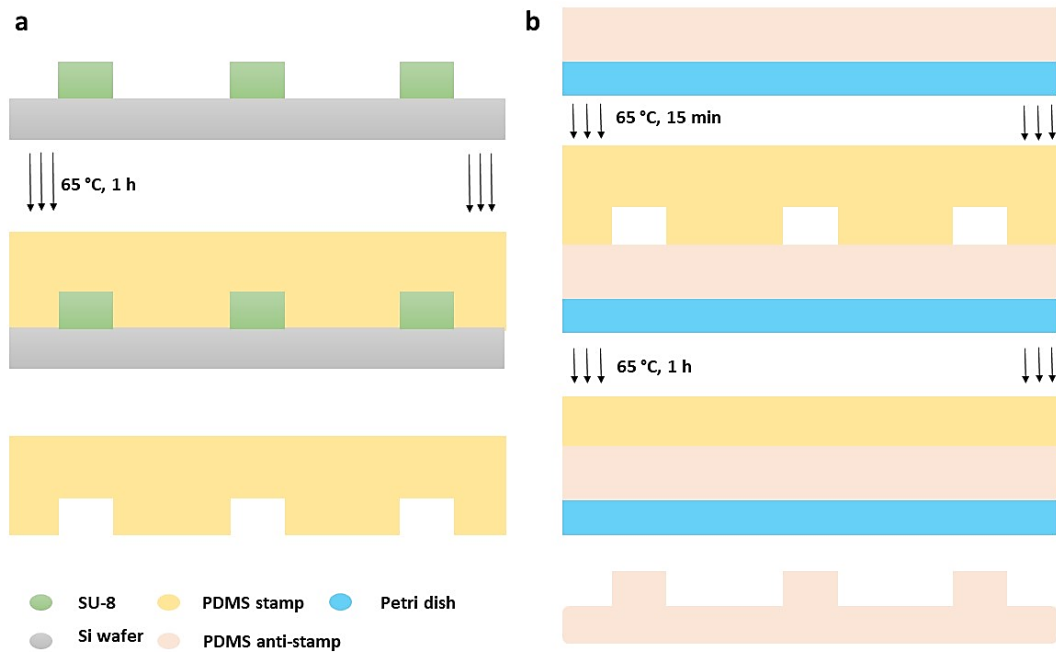 a
65 °C, 1 h
b
65 °C, 15 min
65 °C, 1 h
SU-8
PDMS stamp
Petri dish
Si wafer
PDMS anti-stamp